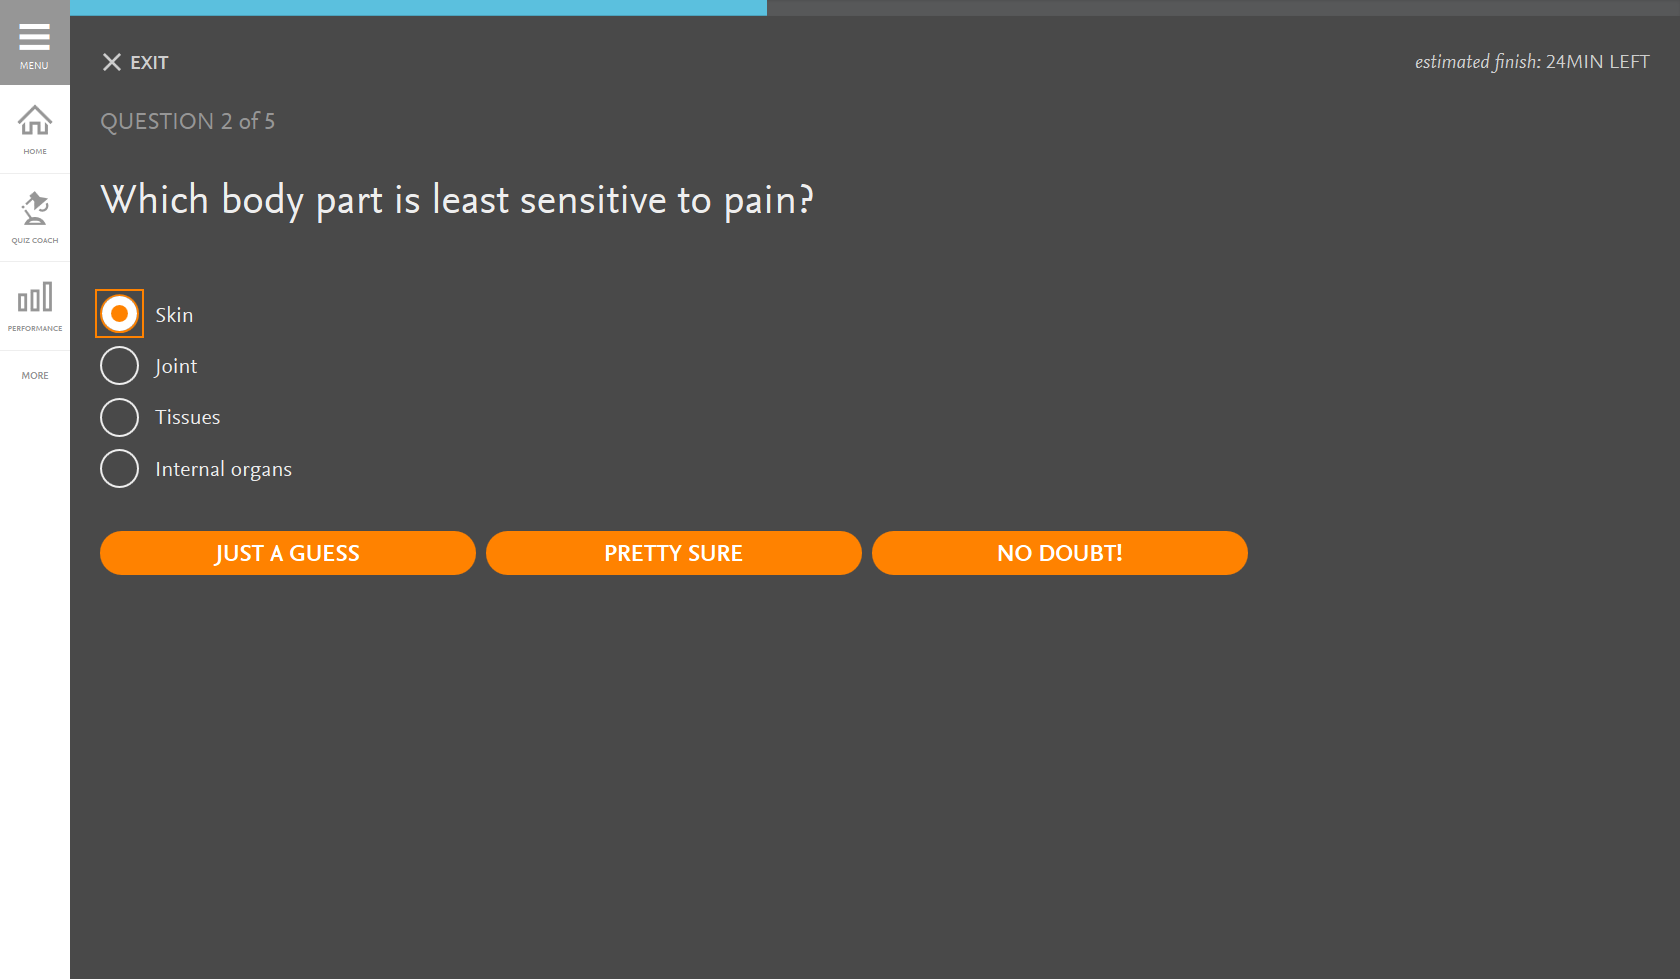 MENU
HOME
QUIZ COACH
PERFORMANCE
MORE
EXIT
estimated finish: 24MIN LEFT
QUESTION 2 of 5
Which body part is least sensitive to pain?
Skin
Joint
Tissues
Internal organs
JUST A GUESS
PRETTY SURE
NO DOUBT!